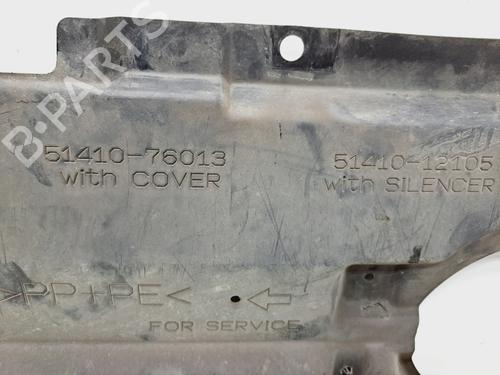 B-PARTS
51410-76013
with COVER
51410-12105
with SILENCER
>PP+PE<
FOR SERVICE